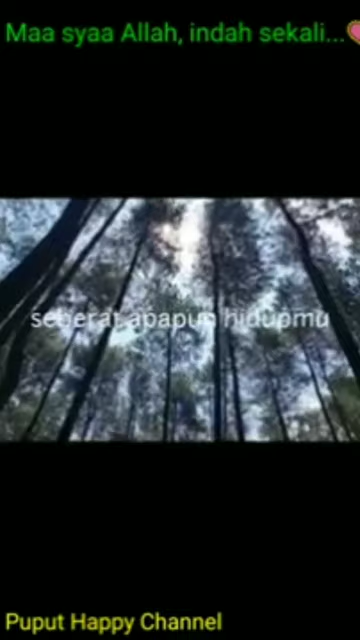 Maa syaa Allah, indah sekali...
seberat apapun hidupmu
Puput Happy Channel